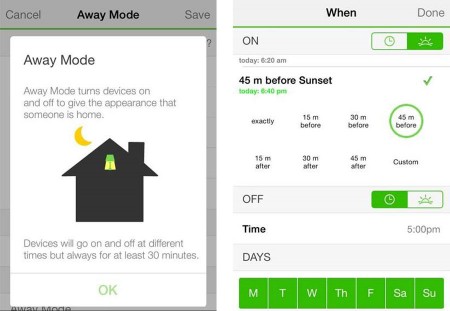 Cancel Away Mode Save
?
Away Mode
Away Mode turns devices on
and off to give the appearance that
someone is home.
Devices will go on and off at different
times but always for at least 30 minutes.
OK
Away Mode
When Done
ON
today: 6:20 am
45 m before Sunset
today: 6:40 pm
exactly 15 m before 30 m before 45 m before
15 m after 30 m after 45 m after Custom
OFF
Time 5:00pm
DAYS
M T W Th F Sa Su